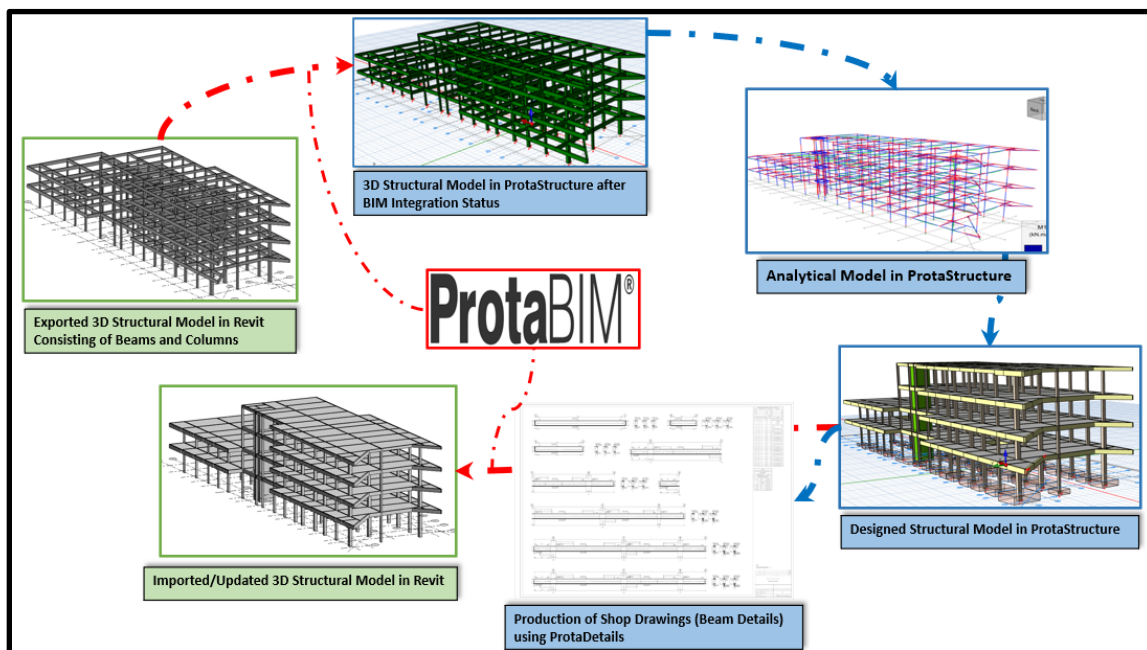 3D Structural Model in ProtaStructure after
BIM Integration Status
Analytical Model in ProtaStructure
Exported 3D Structural Model in Revit
Consisting of Beams and Columns
ProtaBIM®
Imported/Updated 3D Structural Model in Revit
Designed Structural Model in ProtaStructure
Production of Shop Drawings (Beam Details)
using ProtaDetails